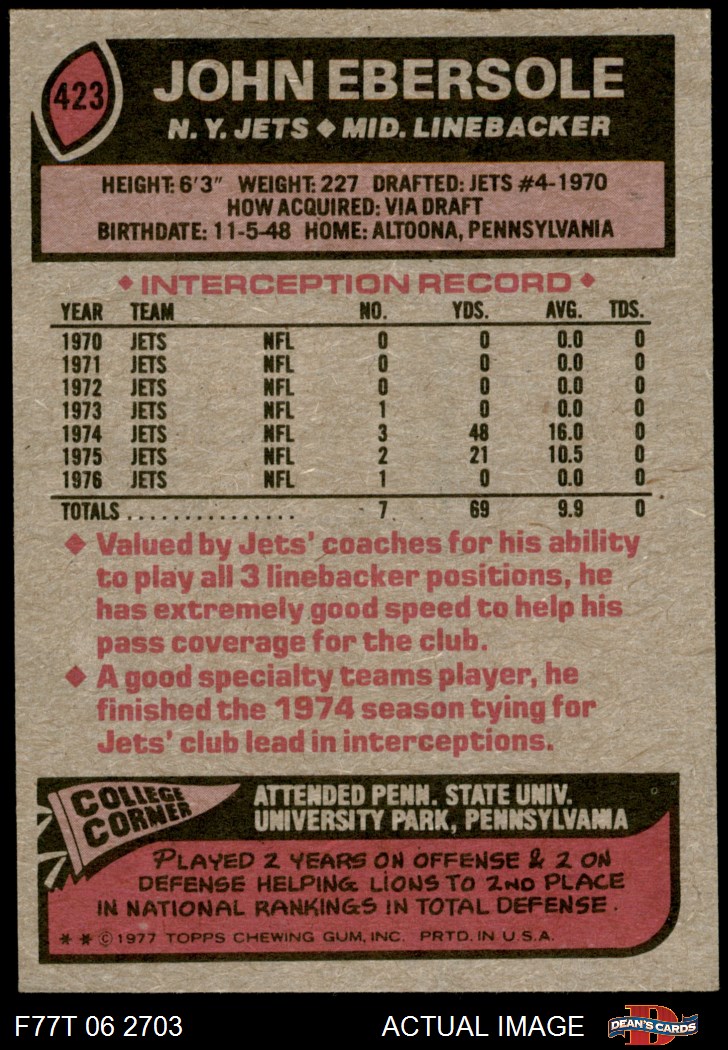 423
JOHN EBERSOLE
N.Y. JETS ◆ MID. LINEBACKER
HEIGHT: 6'3" WEIGHT: 227 DRAFTED: JETS #4-1970
HOW ACQUIRED: VIA DRAFT
BIRTHDATE: 11-5-48 HOME: ALTOONA, PENNSYLVANIA
◆ INTERCEPTION RECORD ◆
YEAR TEAM NO. YDS. AVG. TDS.
1970 JETS NFL 0 0 0.0 0
1971 JETS NFL 0 0 0.0 0
1972 JETS NFL 0 0 0.0 0
1973 JETS NFL 1 0 0.0 0
1974 JETS NFL 3 48 16.0 0
1975 JETS NFL 2 21 10.5 0
1976 JETS NFL 1 0 0.0 0
TOTALS ................ 7 69 9.9 0
◆ Valued by Jets' coaches for his ability
to play all 3 linebacker positions, he
has extremely good speed to help his
pass coverage for the club.
◆ A good specialty teams player, he
finished the 1974 season tying for
Jets' club lead in interceptions.
COLLEGE
CORNER
ATTENDED PENN. STATE UNIV.
UNIVERSITY PARK, PENNSYLVANIA
PLAYED 2 YEARS ON OFFENSE & 2 ON
DEFENSE HELPING LIONS TO 2ND PLACE
IN NATIONAL RANKINGS IN TOTAL DEFENSE.
** © 1977 TOPPS CHEWING GUM, INC. PRTD. IN U.S.A.
F77T 06 2703 ACTUAL IMAGE
D
DEAN'S CARDS